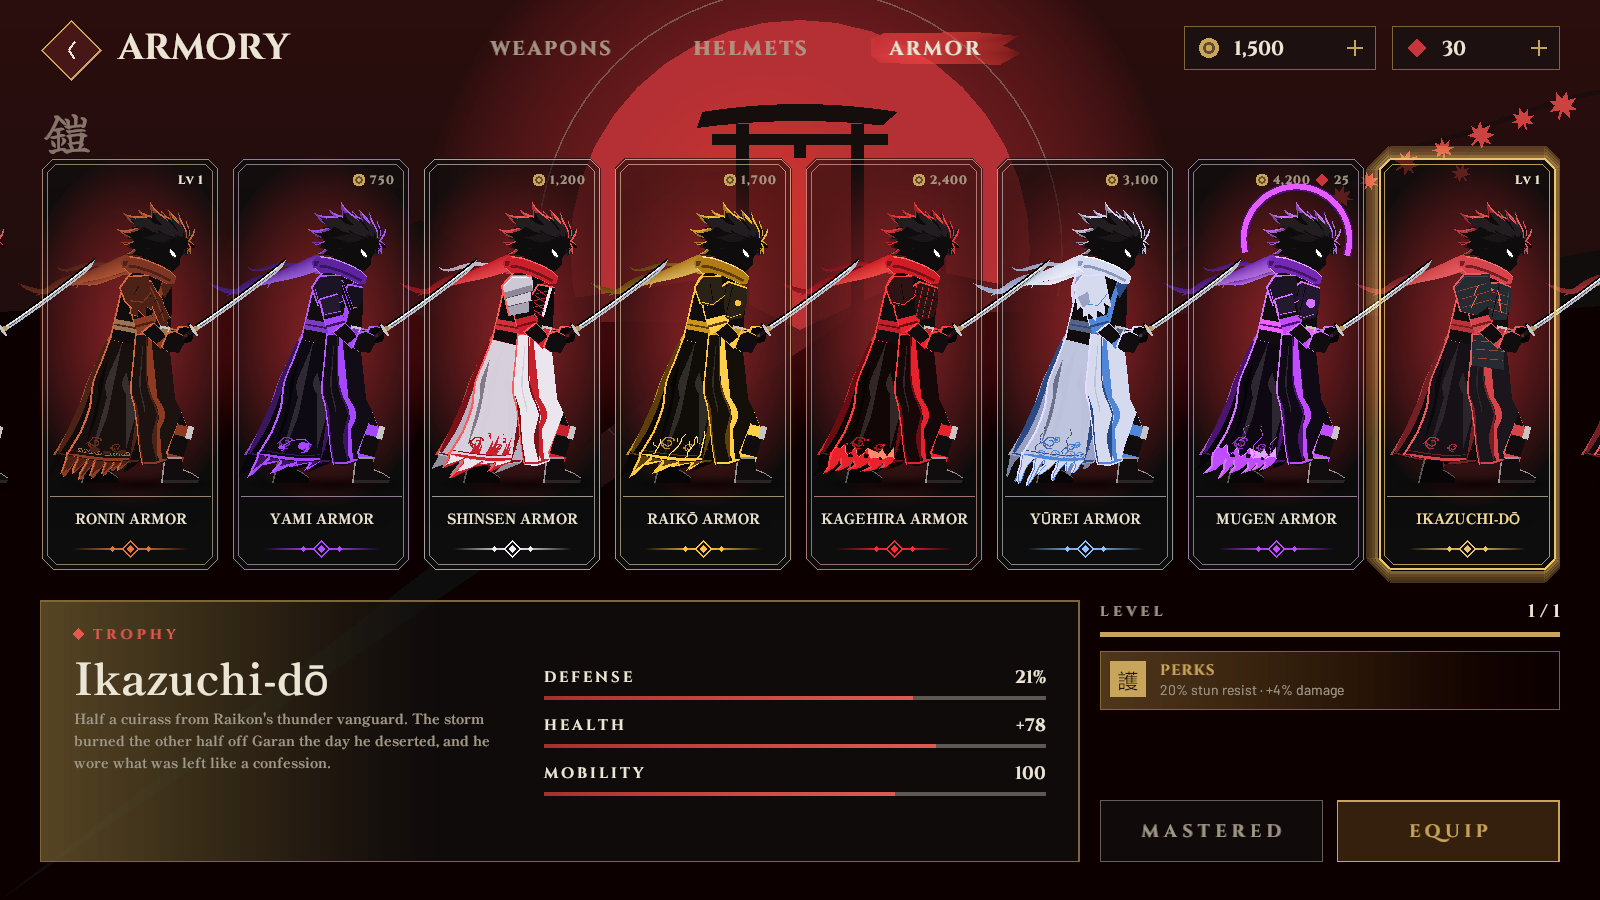 ARMORY
WEAPONS
HELMETS
ARMOR
1,500
30
鎧
Lv 1
750
1,200
1,700
2,400
3,100
4,200 25
Lv 1
RONIN ARMOR
YAMI ARMOR
SHINSEN ARMOR
RAIKŌ ARMOR
KAGEHIRA ARMOR
YŪREI ARMOR
MUGEN ARMOR
IKAZUCHI-DŌ
TROPHY
Ikazuchi-dō
Half a cuirass from Raikon's thunder vanguard. The storm
burned the other half off Garan the day he deserted, and he
wore what was left like a confession.
DEFENSE 21%
HEALTH +78
MOBILITY 100
LEVEL 1 / 1
護
PERKS
20% stun resist · +4% damage
MASTERED
EQUIP